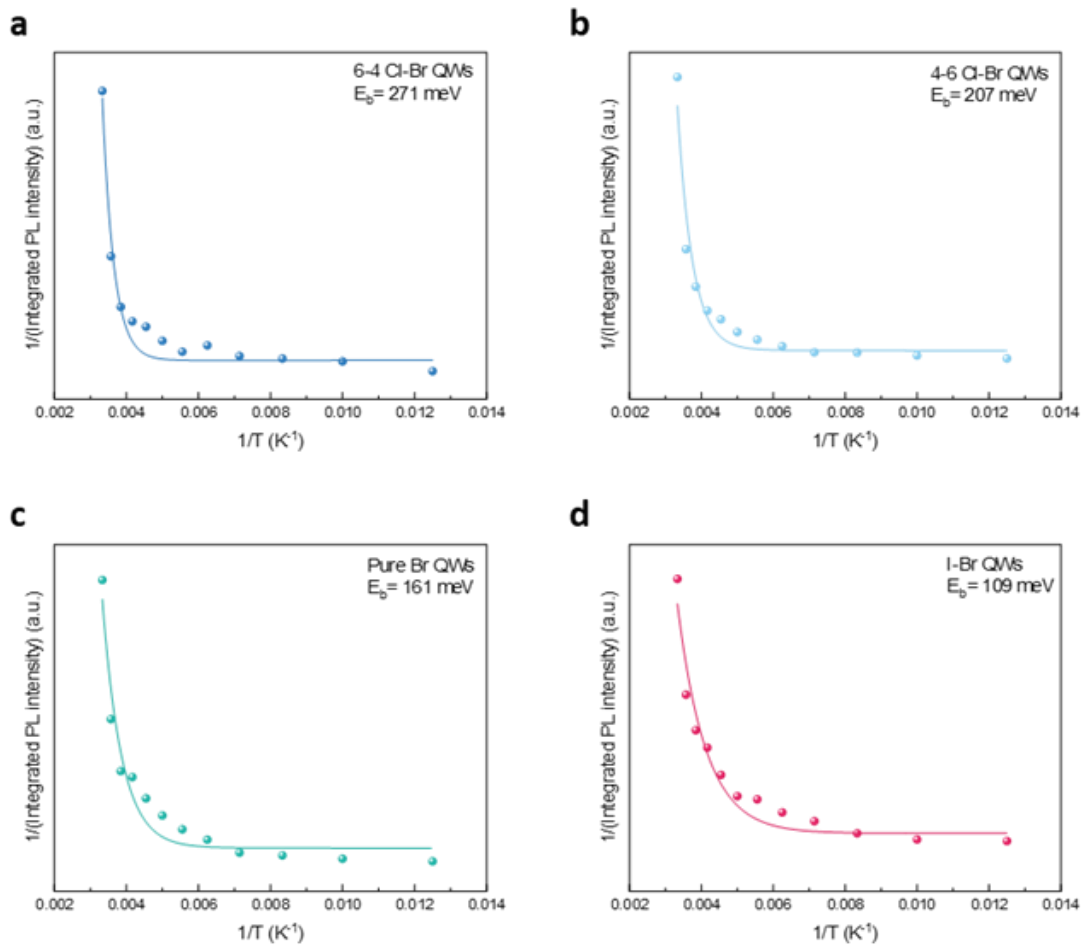 a
6-4 Cl-Br QWs
E_b= 271 meV
1/(Integrated PL intensity) (a.u.)
0.002 0.004 0.006 0.008 0.010 0.012 0.014
1/T (K⁻¹)
b
4-6 Cl-Br QWs
E_b= 207 meV
1/(Integrated PL intensity) (a.u.)
0.002 0.004 0.006 0.008 0.010 0.012 0.014
1/T (K⁻¹)
c
Pure Br QWs
E_b= 161 meV
1/(Integrated PL intensity) (a.u.)
0.002 0.004 0.006 0.008 0.010 0.012 0.014
1/T (K⁻¹)
d
I-Br QWs
E_b= 109 meV
1/(Integrated PL intensity) (a.u.)
0.002 0.004 0.006 0.008 0.010 0.012 0.014
1/T (K⁻¹)